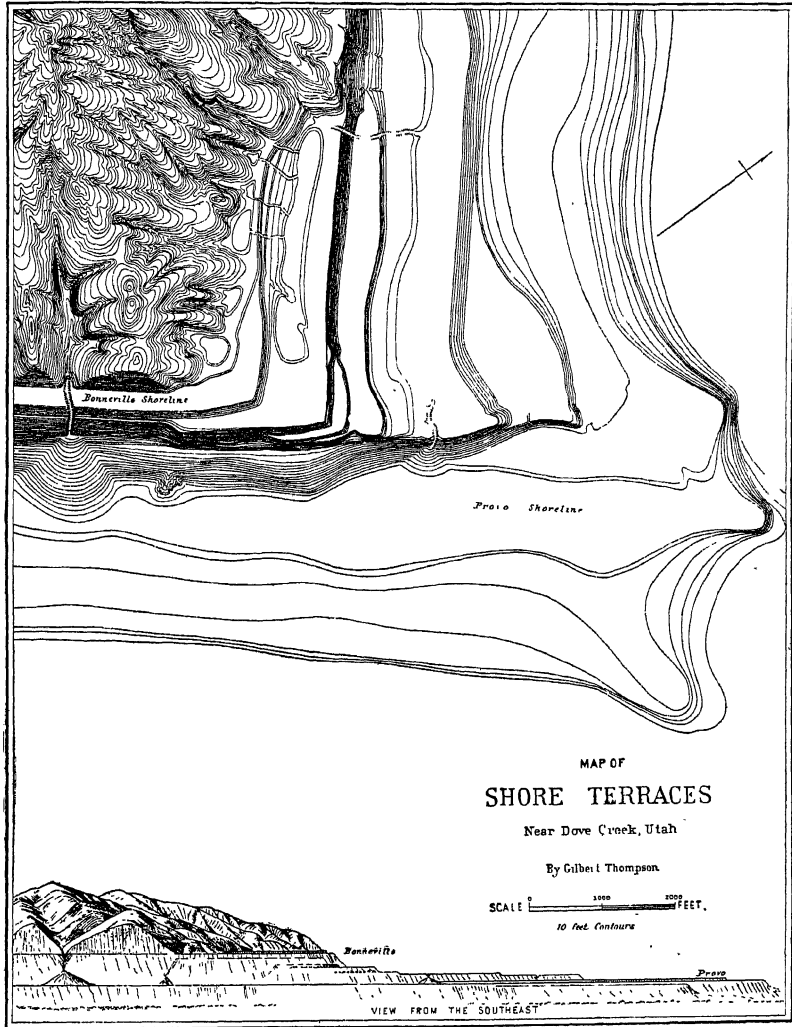 Bonneville Shoreline
Provo Shoreline
MAP OF
SHORE TERRACES
Near Dove Creek, Utah
By Gilbert Thompson.
SCALE 0 1000 2000 FEET.
10 feet Contours
Bonneville
Provo
VIEW FROM THE SOUTHEAST